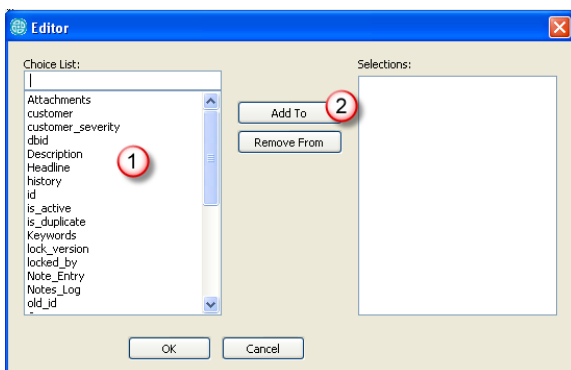 Editor
Choice List:
Selections:
Attachments
customer
customer_severity
dbid
Description
Headline
history
id
is_active
is_duplicate
Keywords
lock_version
locked_by
Note_Entry
Notes_Log
old_id
1
Add To
2
Remove From
OK
Cancel